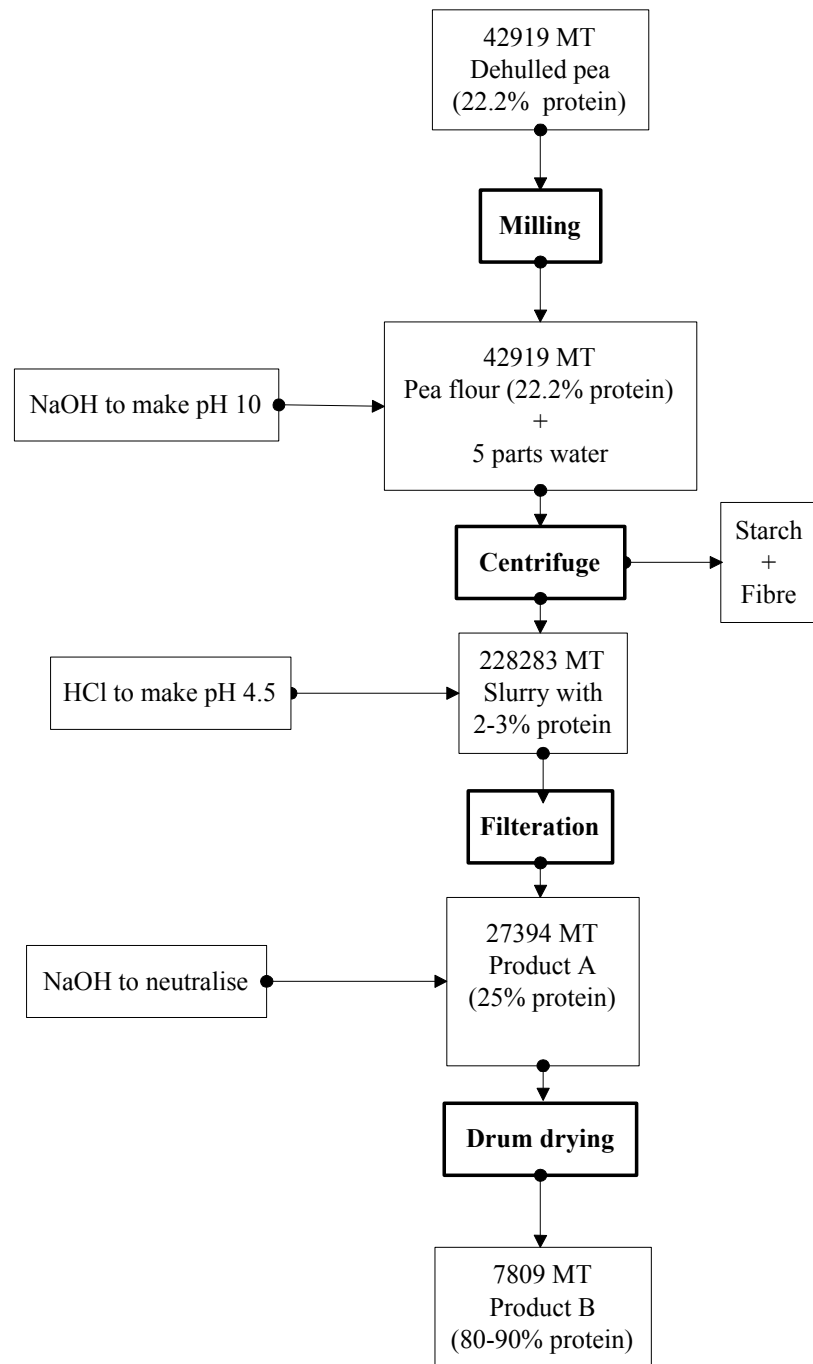 42919 MT
Dehulled pea
(22.2%  protein)
Milling
42919 MT
Pea flour (22.2% protein)
+
5 parts water
NaOH to make pH 10
Centrifuge
Starch
+
Fibre
228283 MT
Slurry with
2-3% protein
HCl to make pH 4.5
Filteration
27394 MT
Product A
(25% protein)
NaOH to neutralise
Drum drying
7809 MT
Product B
(80-90% protein)